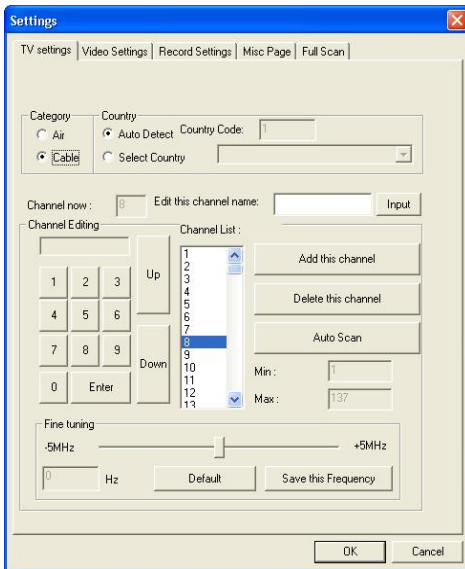 Settings
TV settings Video Settings Record Settings Misc Page Full Scan
Category Country
Air Auto Detect Country Code: 1
Cable Select Country
Channel now : 8 Edit this channel name: Input
Channel Editing Channel List :
1 2 3
4 5 6
7 8 9
0 Enter
Up
Down
1
2
3
4
5
6
7
8
9
10
11
12
13
Add this channel
Delete this channel
Auto Scan
Min : 1
Max : 137
Fine tuning
-5MHz +5MHz
0 Hz Default Save this Frequency
OK Cancel